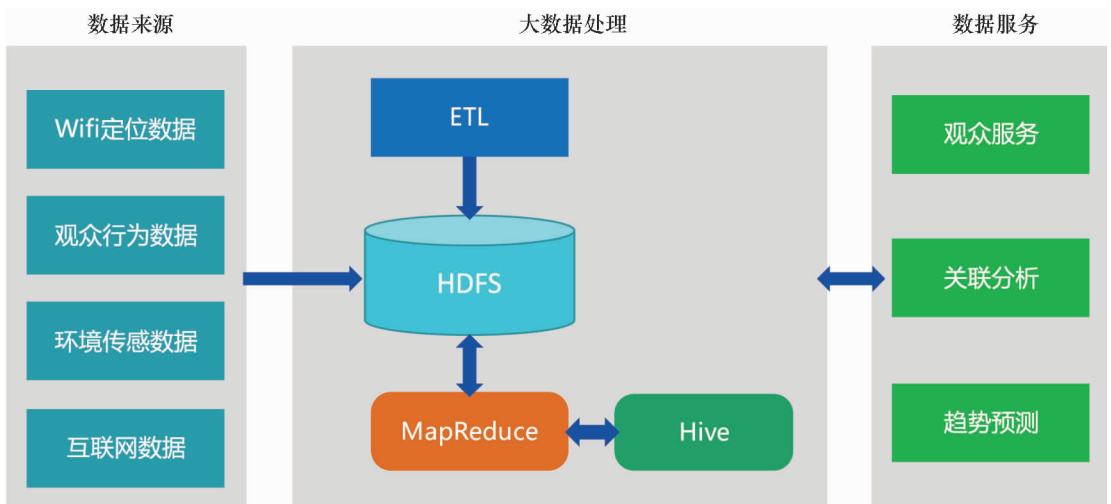 数据来源
大数据处理
数据服务
Wifi定位数据
观众行为数据
环境传感数据
互联网数据
ETL
HDFS
MapReduce
Hive
观众服务
关联分析
趋势预测